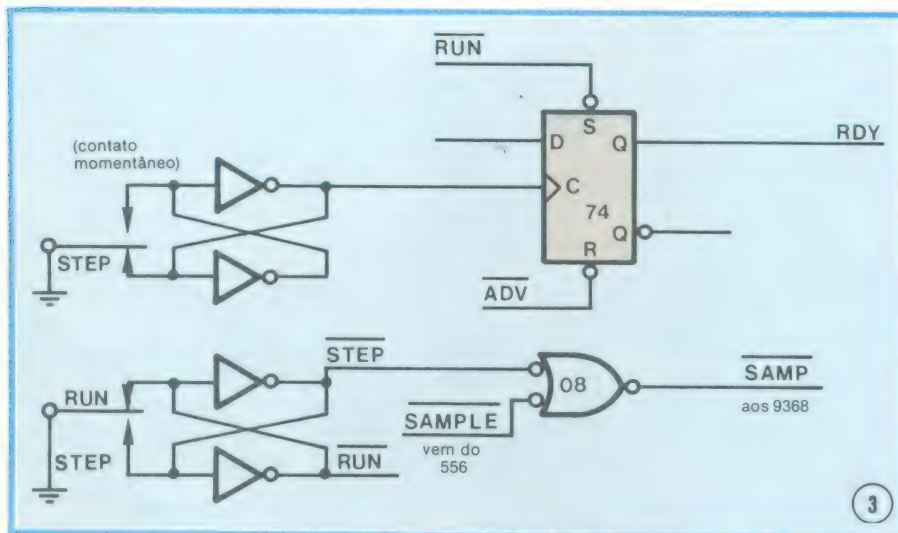 RUN
(contato
momentâneo)
STEP
D
S
Q
RDY
C
74
Q
R
ADV
RUN
STEP
STEP
SAMPLE
vem do
556
RUN
08
SAMP
aos 9368
3